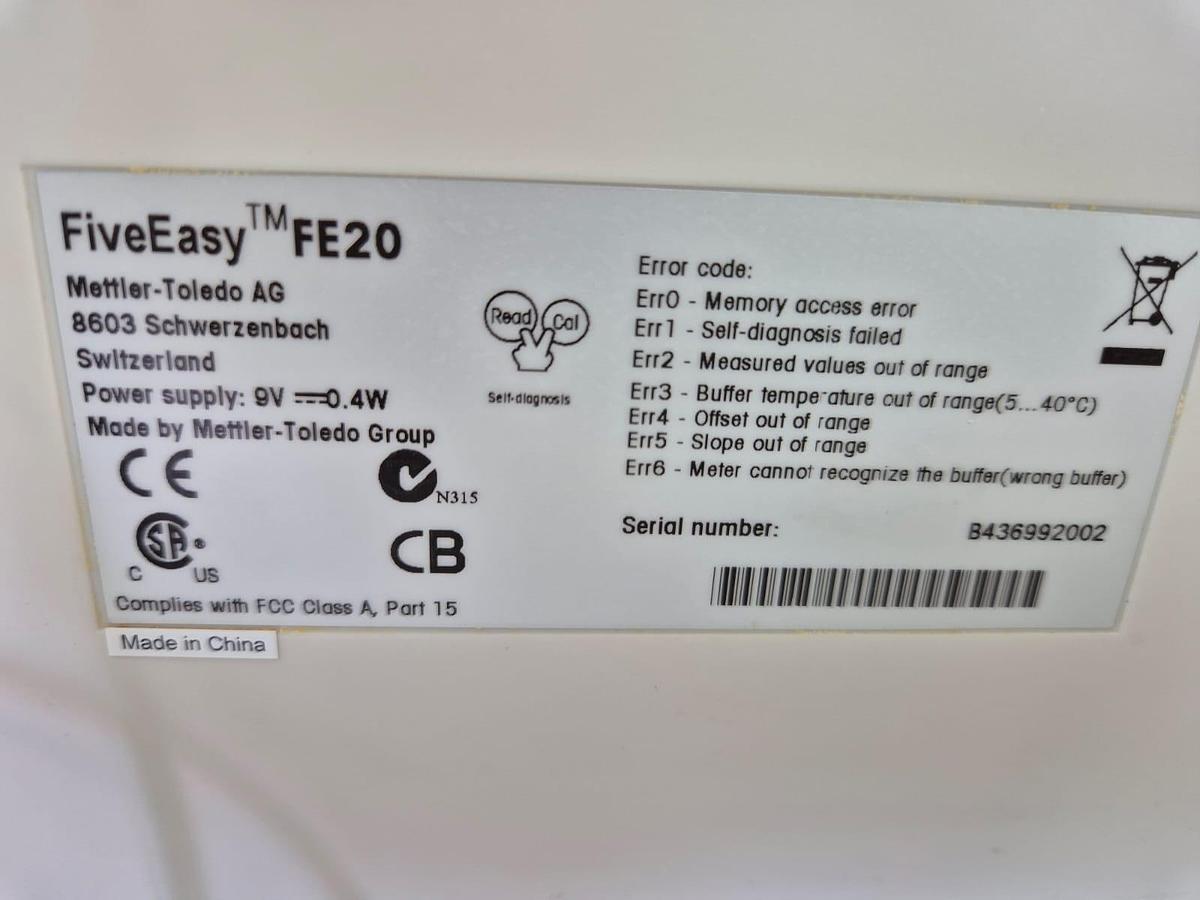 FiveEasy™FE20
Mettler-Toledo AG
8603 Schwerzenbach
Switzerland
Power supply: 9V ⎓0.4W
Made by Mettler-Toledo Group
CE
N315
SA®
C US
CB
Complies with FCC Class A, Part 15
Made in China
Read Cal
Self-diagnosis
Error code:
Err0 - Memory access error
Err1 - Self-diagnosis failed
Err2 - Measured values out of range
Err3 - Buffer temperature out of range(5...40°C)
Err4 - Offset out of range
Err5 - Slope out of range
Err6 - Meter cannot recognize the buffer(wrong buffer)
Serial number: B436992002